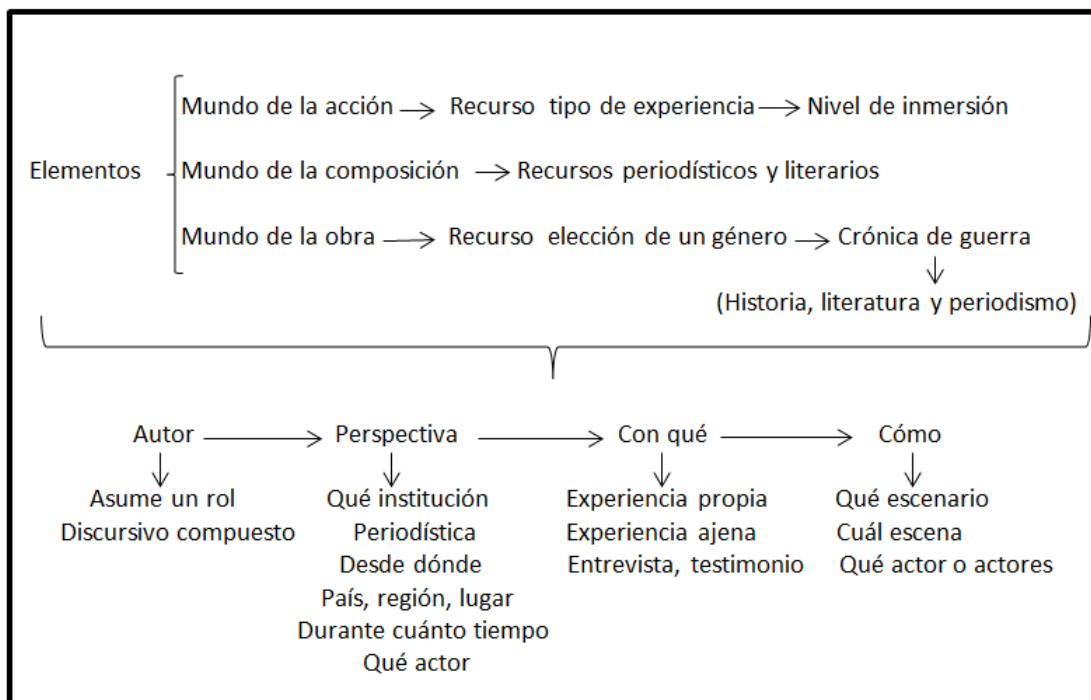 Mundo de la acción Recurso tipo de experiencia Nivel de inmersión
Elementos Mundo de la composición Recursos periodísticos y literarios
Mundo de la obra Recurso elección de un género Crónica de guerra
(Historia, literatura y periodismo)
Autor Perspectiva Con qué Cómo
Asume un rol Qué institución Experiencia propia Qué escenario
Discursivo compuesto Periodística Experiencia ajena Cuál escena
Desde dónde Entrevista, testimonio Qué actor o actores
País, región, lugar
Durante cuánto tiempo
Qué actor